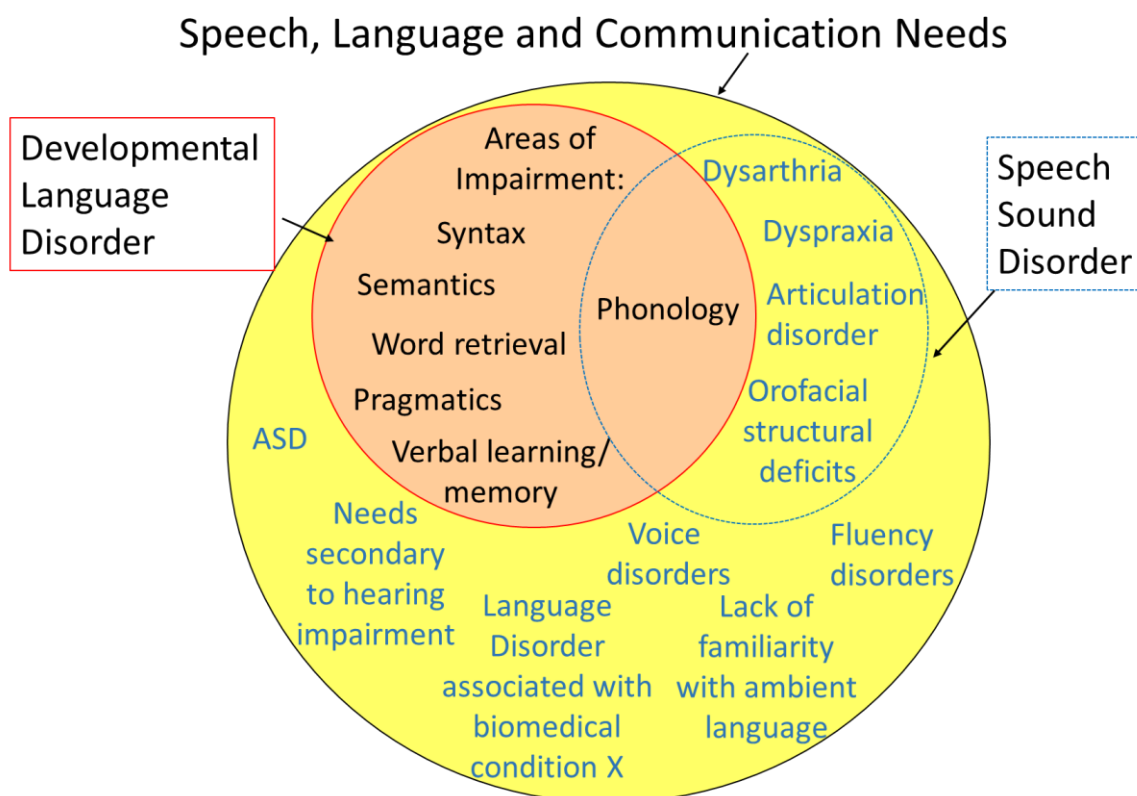 Speech, Language and Communication Needs
Developmental
Language
Disorder
Speech
Sound
Disorder
Areas of
Impairment:
Syntax
Semantics
Word retrieval
Pragmatics
Verbal learning/
memory
Phonology
Dysarthria
Dyspraxia
Articulation
disorder
Orofacial
structural
deficits
ASD
Needs
secondary
to hearing
impairment
Language
Disorder
associated with
biomedical
condition X
Voice
disorders
Lack of
familiarity
with ambient
language
Fluency
disorders